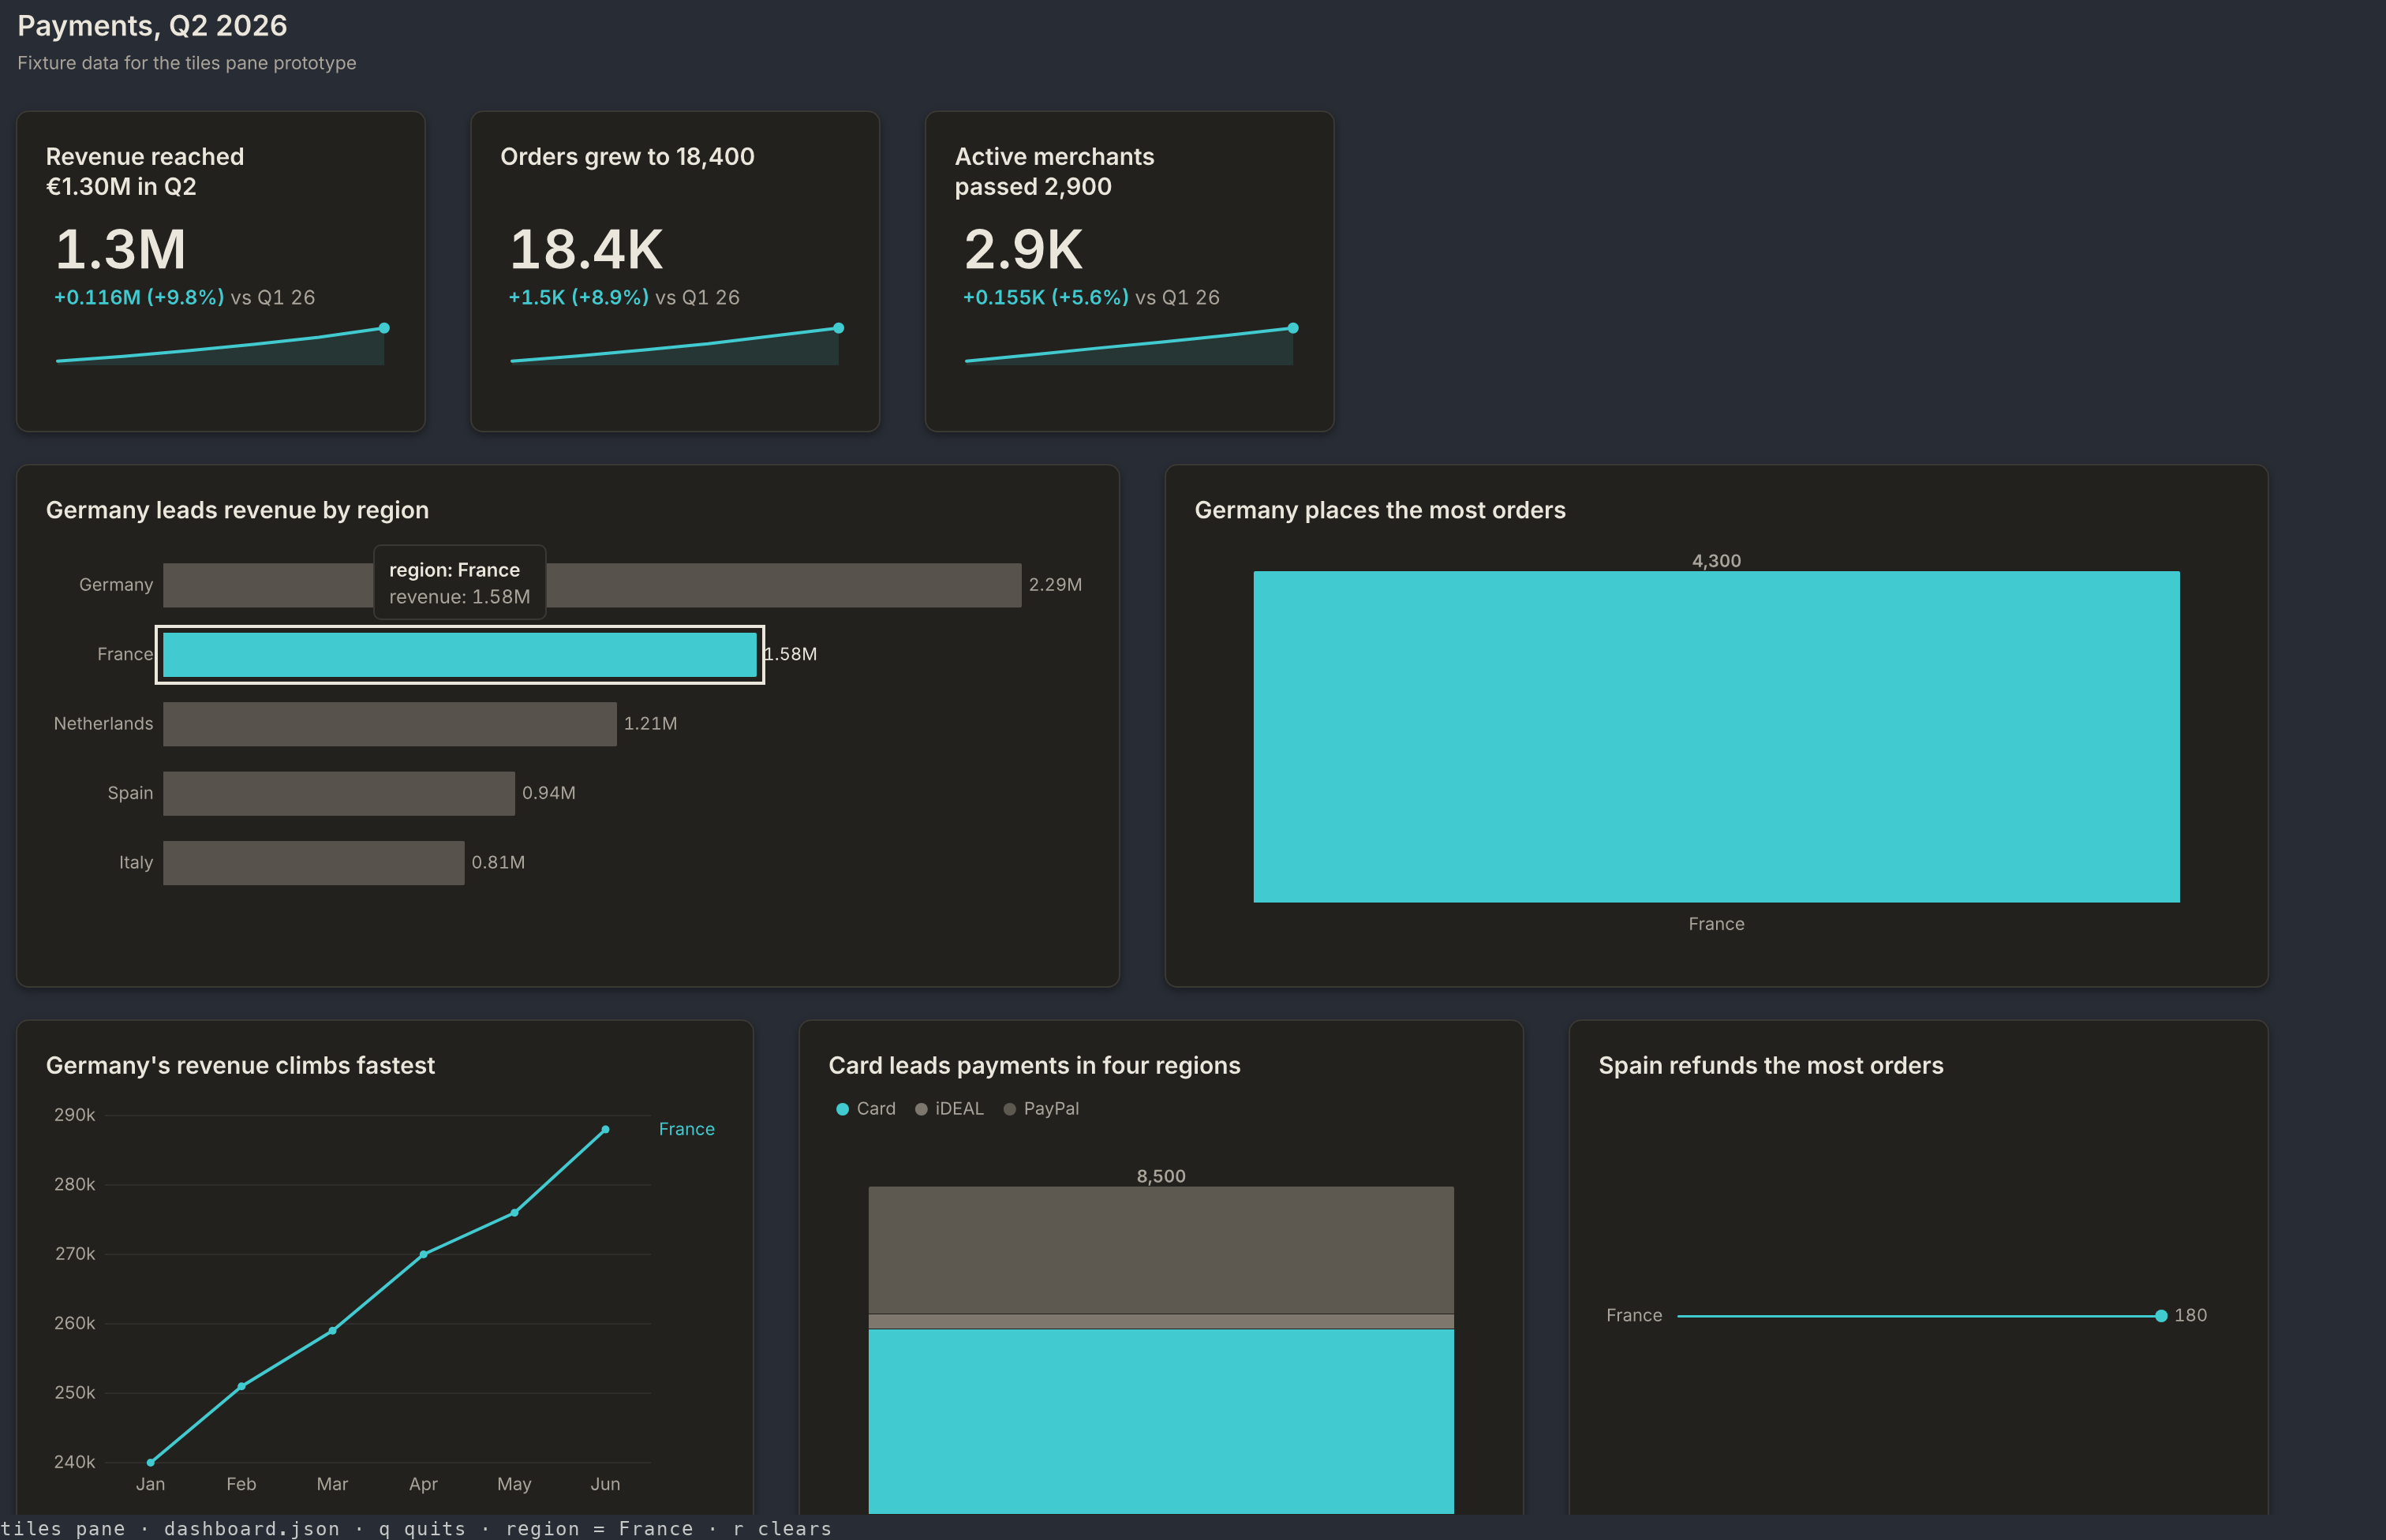 Payments, Q2 2026
Fixture data for the tiles pane prototype
Revenue reached
€1.30M in Q2
1.3M
+0.116M (+9.8%) vs Q1 26
Orders grew to 18,400
18.4K
+1.5K (+8.9%) vs Q1 26
Active merchants
passed 2,900
2.9K
+0.155K (+5.6%) vs Q1 26
Germany leads revenue by region
region: France
revenue: 1.58M
Germany 2.29M
France 1.58M
Netherlands 1.21M
Spain 0.94M
Italy 0.81M
Germany places the most orders
4,300
France
Germany's revenue climbs fastest
290k
France
280k
270k
260k
250k
240k
Jan Feb Mar Apr May Jun
Card leads payments in four regions
Card iDEAL PayPal
8,500
Spain refunds the most orders
France 180
tiles pane · dashboard.json · q quits · region = France · r clears